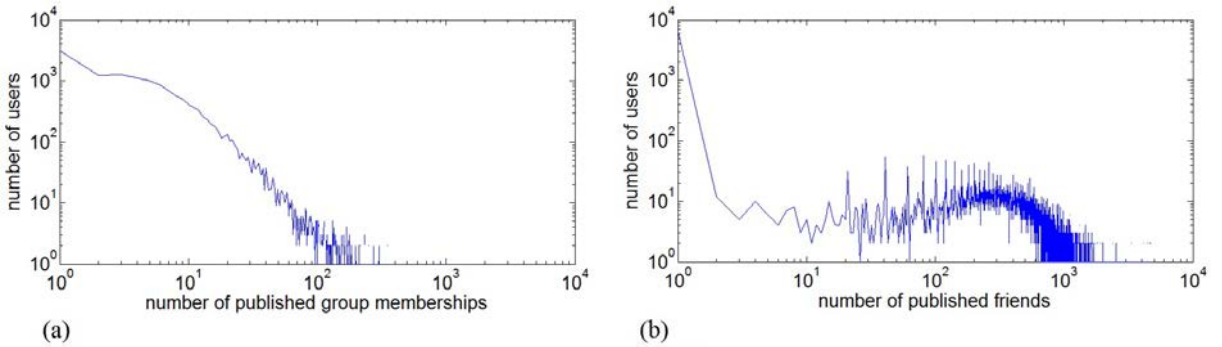 10^4
10^3
10^2
10^1
10^0
number of users
10^0 10^1 10^2 10^3 10^4
number of published group memberships
(a)
10^4
10^3
10^2
10^1
10^0
number of users
10^0 10^1 10^2 10^3 10^4
number of published friends
(b)